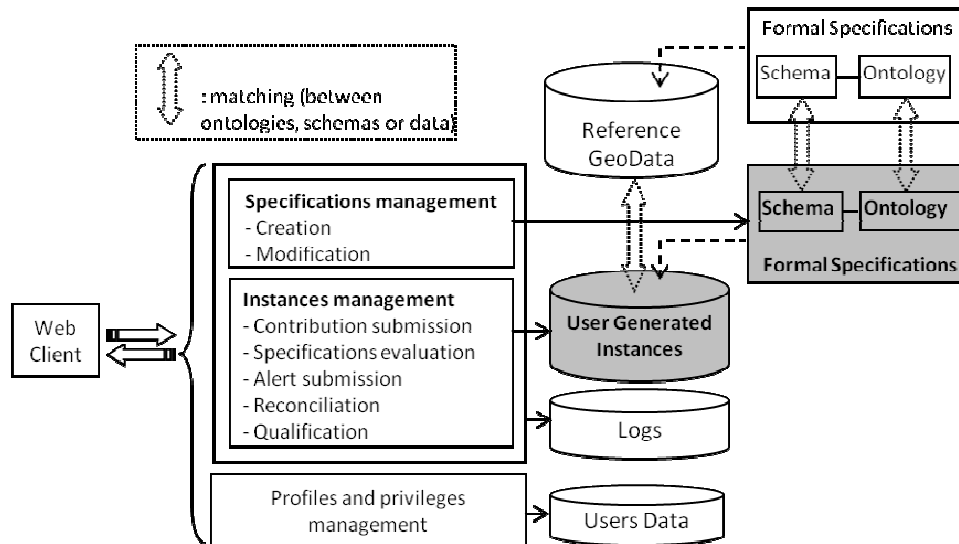 : matching (between
ontologies, schemas or data)
Formal Specifications
Schema
Ontology
Reference
GeoData
Specifications management
- Creation
- Modification
Schema
Ontology
Formal Specifications
Instances management
- Contribution submission
- Specifications evaluation
- Alert submission
- Reconciliation
- Qualification
User Generated
Instances
Web
Client
Logs
Profiles and privileges
management
Users Data